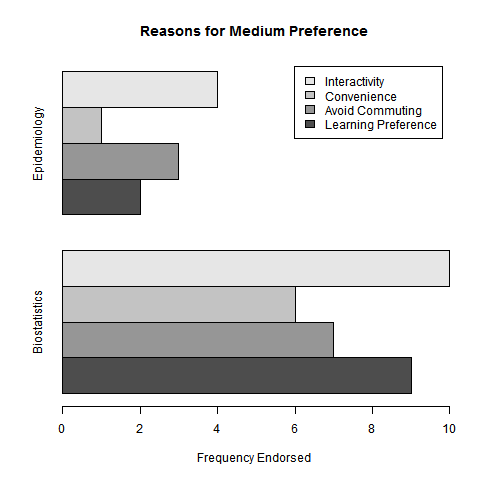 Reasons for Medium Preference
Interactivity
Convenience
Avoid Commuting
Learning Preference
Epidemiology
Biostatistics
0 2 4 6 8 10
Frequency Endorsed